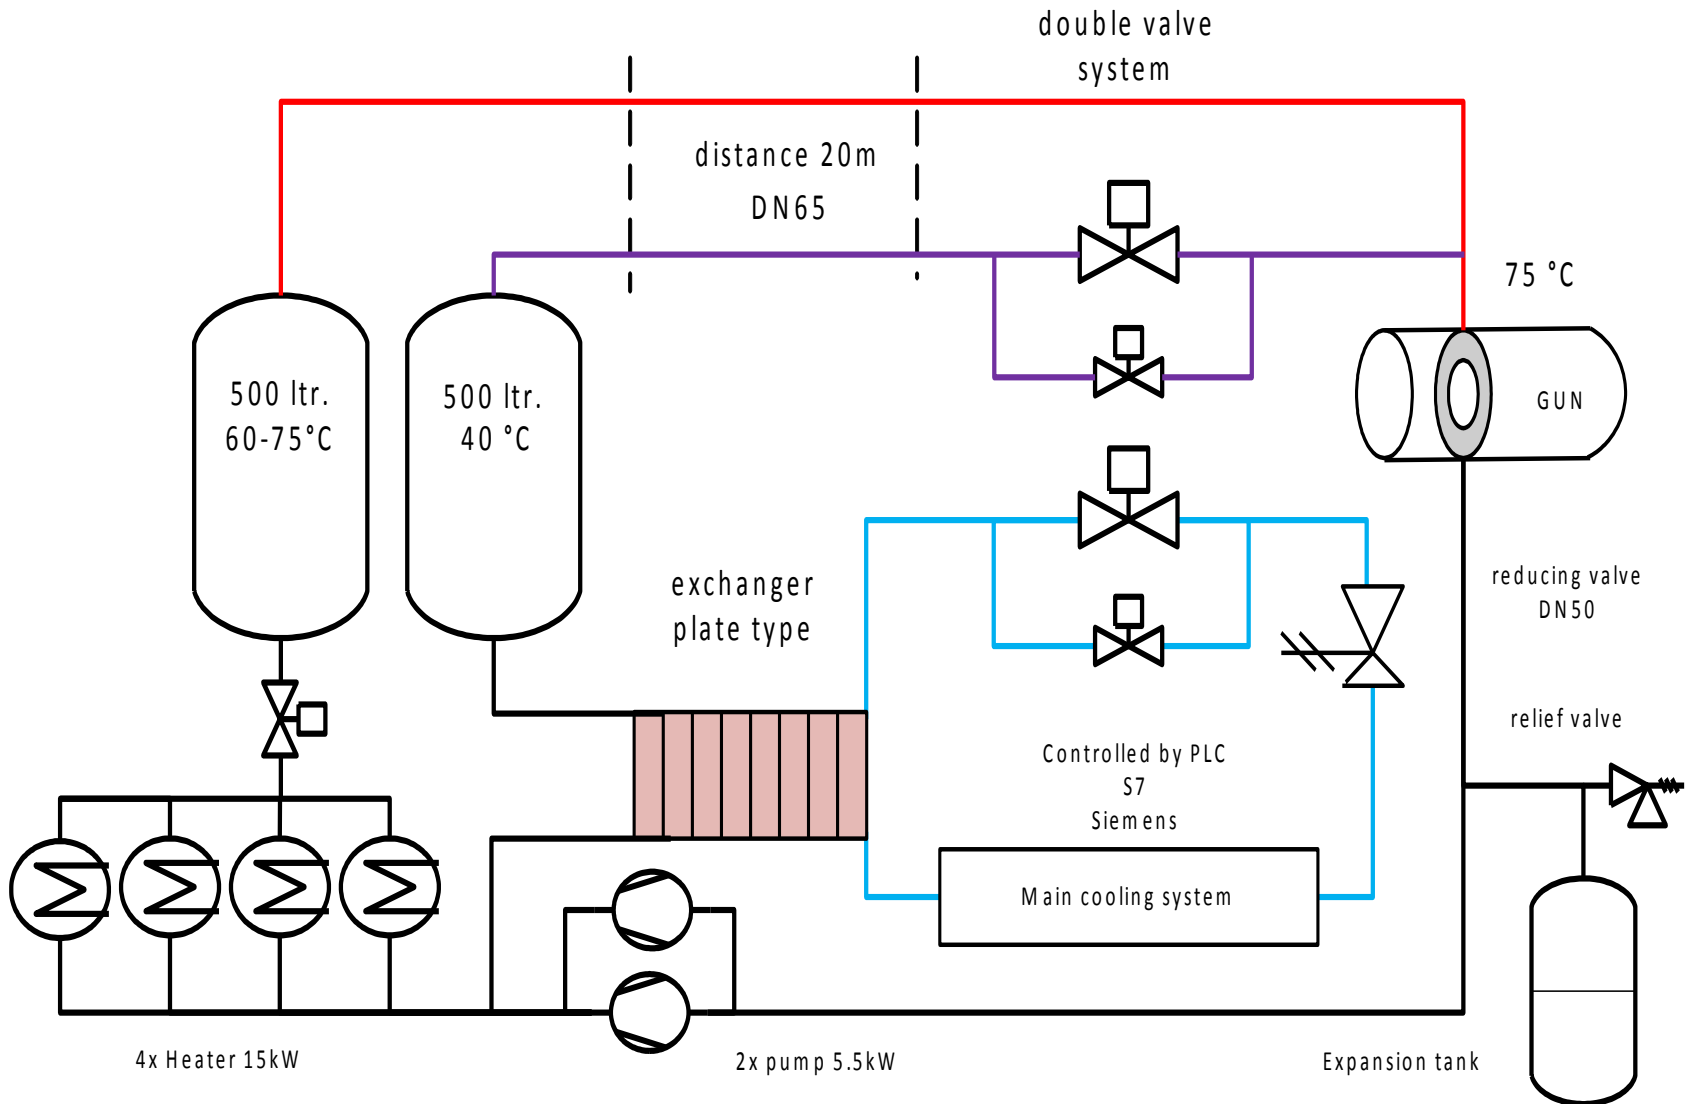 double valve
system
distance 20m
DN65
75 °C
500 ltr.
60-75°C
500 ltr.
40 °C
GUN
exchanger
plate type
reducing valve
DN50
relief valve
Controlled by PLC
S7
Siemens
Main cooling system
4x Heater 15kW
2x pump 5.5kW
Expansion tank